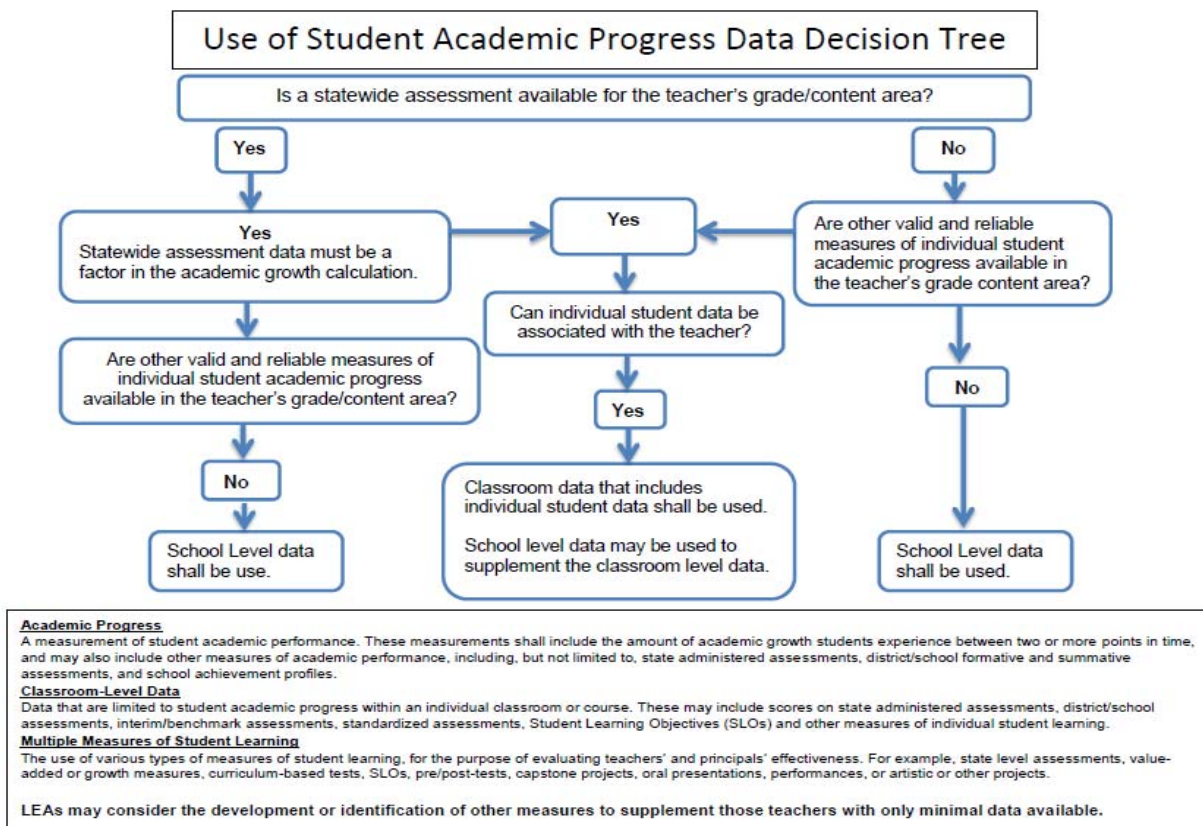 Use of Student Academic Progress Data Decision Tree
Is a statewide assessment available for the teacher's grade/content area?
Yes
No
Yes
Statewide assessment data must be a
factor in the academic growth calculation.
Yes
Are other valid and reliable
measures of individual student
academic progress available in
the teacher's grade content area?
Can individual student data be
associated with the teacher?
Are other valid and reliable measures of
individual student academic progress
available in the teacher's grade/content area?
Yes
No
No
Classroom data that includes
individual student data shall be used.
School level data may be used to
supplement the classroom level data.
School Level data
shall be use.
School Level data
shall be used.
Academic Progress
A measurement of student academic performance. These measurements shall include the amount of academic growth students experience between two or more points in time,
and may also include other measures of academic performance, including, but not limited to, state administered assessments, district/school formative and summative
assessments, and school achievement profiles.
Classroom-Level Data
Data that are limited to student academic progress within an individual classroom or course. These may include scores on state administered assessments, district/school
assessments, interim/benchmark assessments, standardized assessments, Student Learning Objectives (SLOs) and other measures of individual student learning.
Multiple Measures of Student Learning
The use of various types of measures of student learning, for the purpose of evaluating teachers' and principals' effectiveness. For example, state level assessments, value-
added or growth measures, curriculum-based tests, SLOs, pre/post-tests, capstone projects, oral presentations, performances, or artistic or other projects.
LEAs may consider the development or identification of other measures to supplement those teachers with only minimal data available.